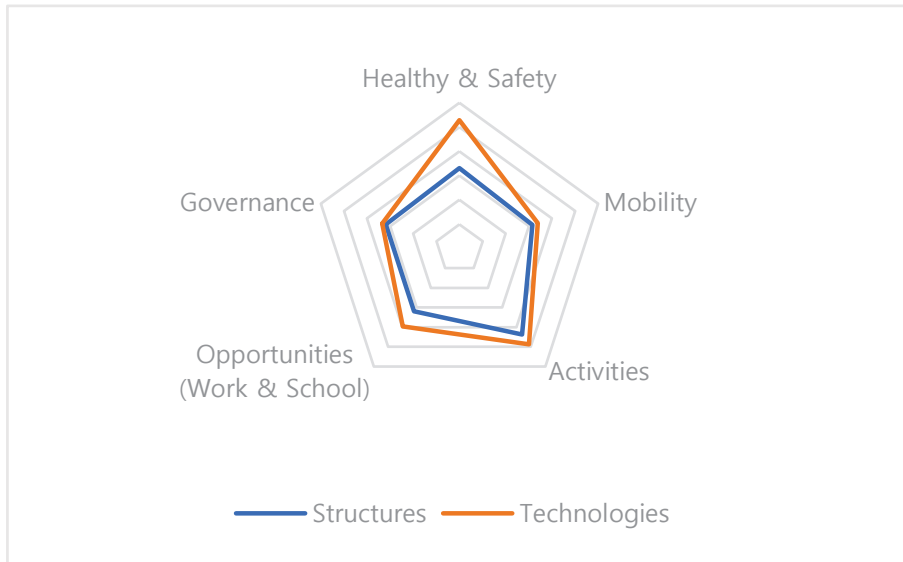 Healthy & Safety
Governance
Mobility
Opportunities
(Work & School)
Activities
Structures
Technologies